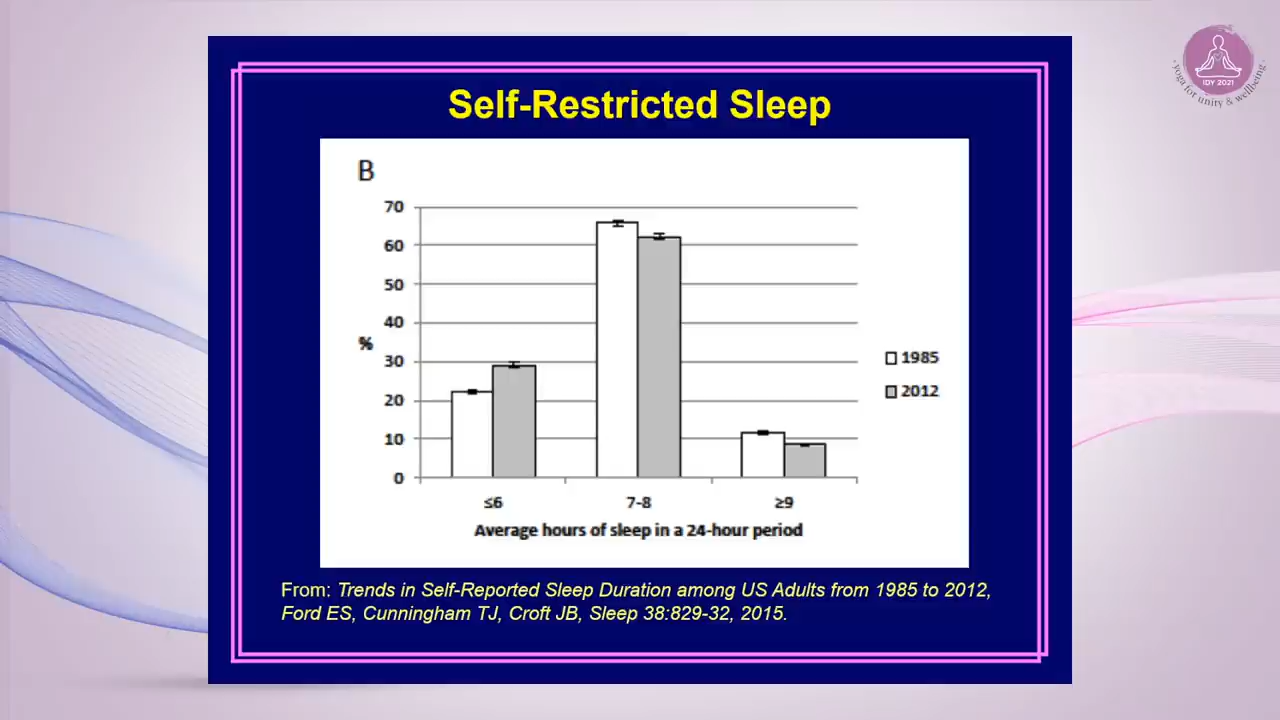 IDY 2021
yoga for unity & wellbeing
Self-Restricted Sleep
B
70
60
50
40
%
30
20
10
0
1985
2012
≤6 7-8 ≥9
Average hours of sleep in a 24-hour period
From: Trends in Self-Reported Sleep Duration among US Adults from 1985 to 2012,
Ford ES, Cunningham TJ, Croft JB, Sleep 38:829-32, 2015.